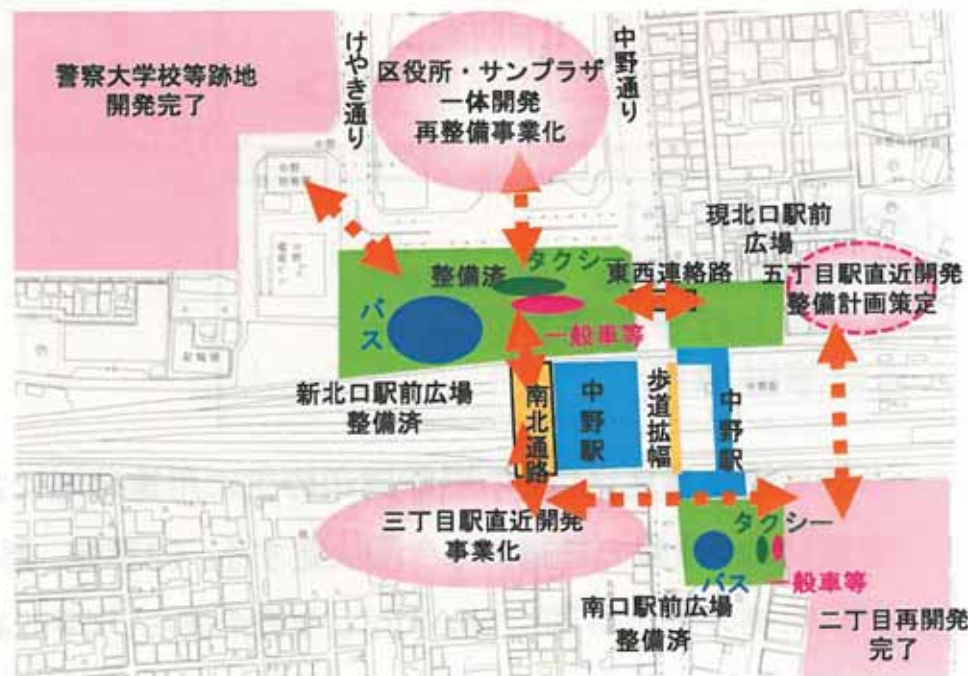 警察大学校等跡地
開発完了
けやき通り
区役所・サンプラザ
一体開発
再整備事業化
中野通り
現北口駅前
広場
整備済
タクシー
東西連絡路
五丁目駅直近開発
整備計画策定
バス
一般車等
新北口駅前広場
整備済
南北通路
中野駅
歩道拡幅
中野駅
三丁目駅直近開発
事業化
タクシー
バス
一般車等
南口駅前広場
整備済
二丁目再開発
完了